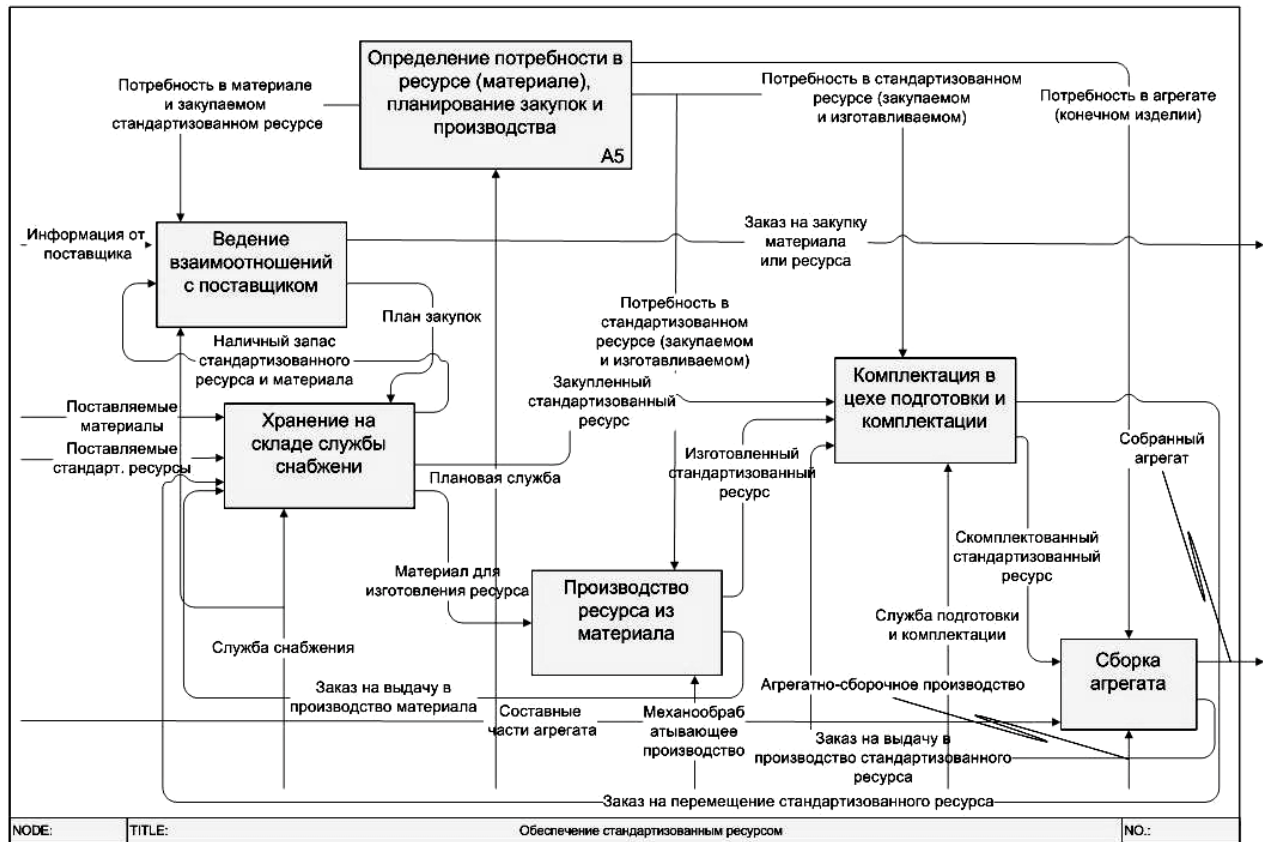 Определение потребности в
ресурсе (материале),
планирование закупок и
производства
A5
Потребность в материале
и закупаемом
стандартизованном ресурсе
Потребность в стандартизованном
ресурсе (закупаемом
и изготавливаемом)
Потребность в агрегате
(конечном изделии)
Информация от
поставщика
Ведение
взаимоотношений
с поставщиком
Заказ на закупку
материала
или ресурса
План закупок
Наличный запас
стандартизованного
ресурса и материала
Потребность в
стандартизованном
ресурсе (закупаемом
и изготавливаемом)
Поставляемые
материалы
Поставляемые
стандарт. ресурсы
Хранение на
складе службы
снабжени
Закупленный
стандартизованный
ресурс
Комплектация в
цехе подготовки и
комплектации
Собранный
агрегат
Плановая служба
Изготовленный
стандартизованный
ресурс
Материал для
изготовления ресурса
Производство
ресурса из
материала
Скомплектованный
стандартизованный
ресурс
Служба подготовки
и комплектации
Служба снабжения
Сборка
агрегата
Заказ на выдачу в
производство материала
Агрегатно-сборочное производство
Составные
части агрегата
Механообраб
атывающее
производство
Заказ на выдачу в
производство стандартизованного
ресурса
Заказ на перемещение стандартизованного ресурса
NODE:
TITLE:
Обеспечение стандартизованным ресурсом
NO.: